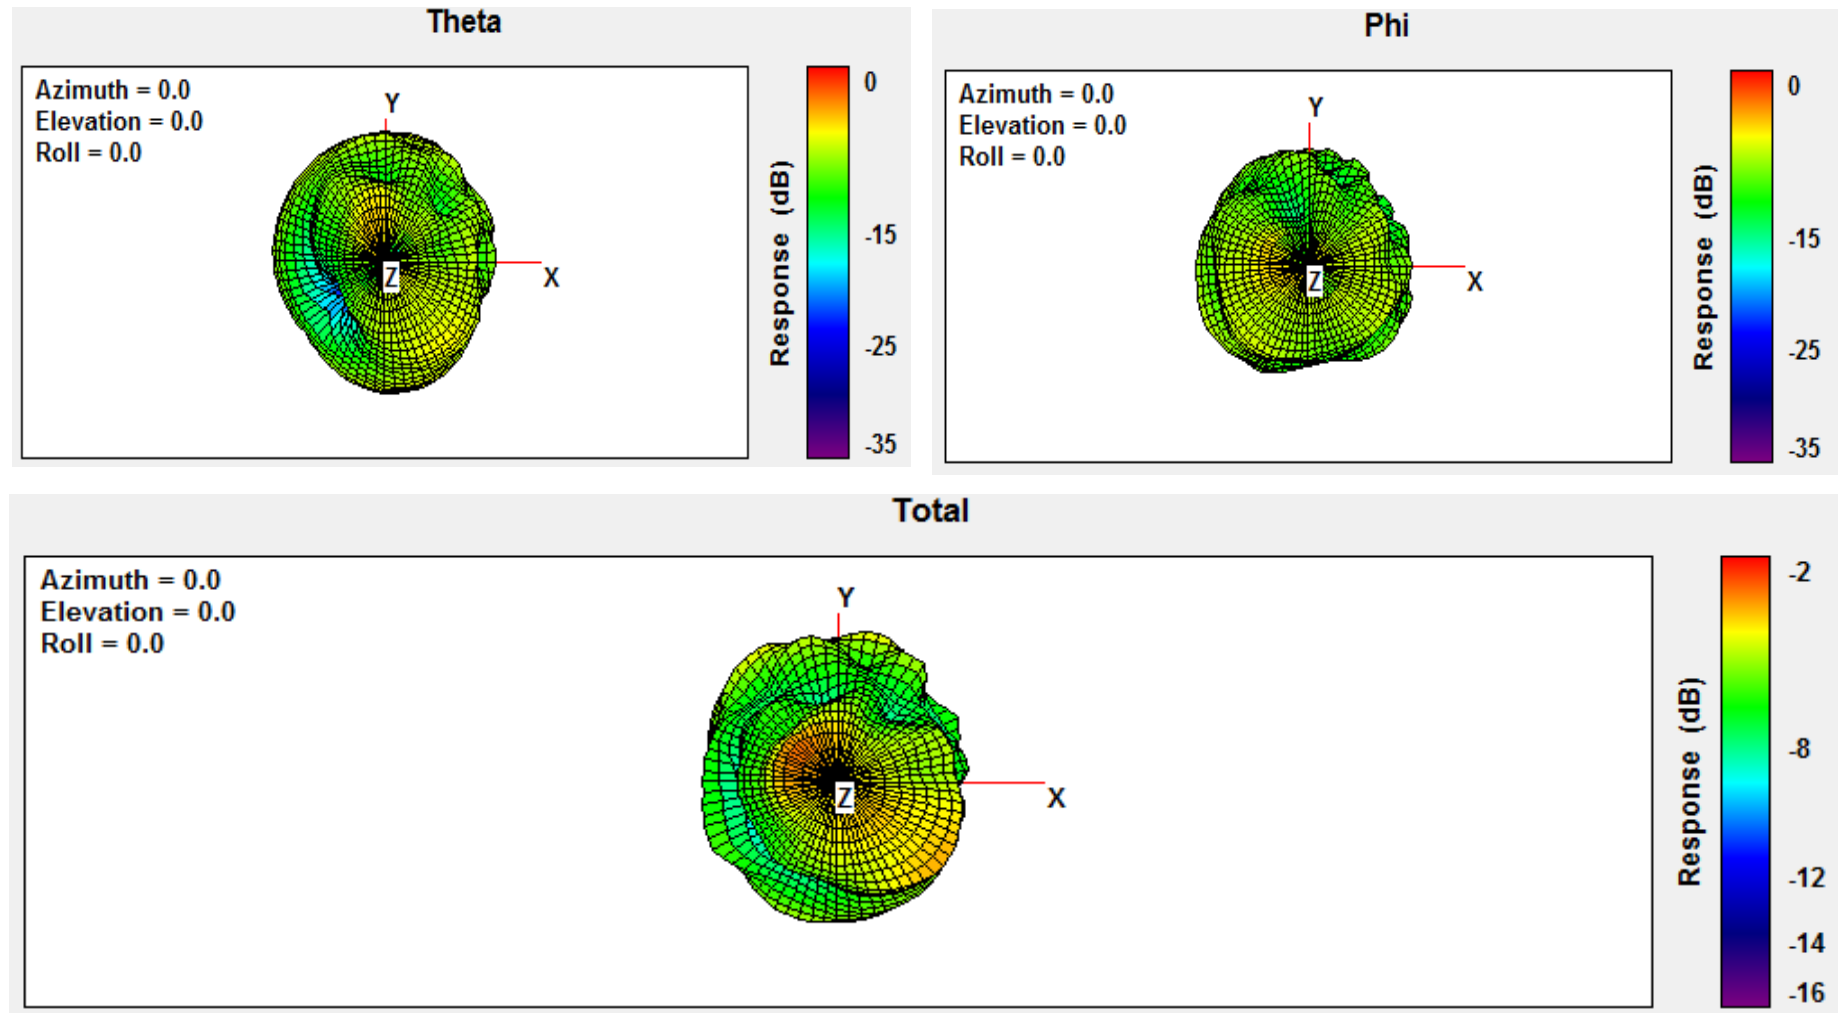 Theta
Azimuth = 0.0
Elevation = 0.0
Roll = 0.0
Y
X
Z
0
-15
-25
-35
Response (dB)
Phi
Azimuth = 0.0
Elevation = 0.0
Roll = 0.0
Y
X
Z
0
-15
-25
-35
Response (dB)
Total
Azimuth = 0.0
Elevation = 0.0
Roll = 0.0
Y
X
Z
-2
-8
-12
-14
-16
Response (dB)